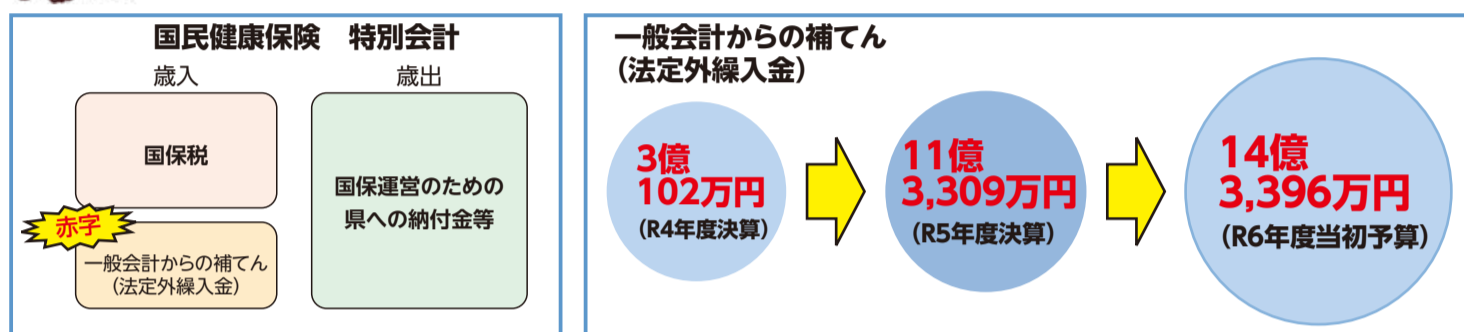 国民健康保険　特別会計
歳入
歳出
国保税
赤字
一般会計からの補てん
（法定外繰入金）
国保運営のための
県への納付金等
一般会計からの補てん
（法定外繰入金）
3億
102万円
（R4年度決算）
11億
3,309万円
（R5年度決算）
14億
3,396万円
（R6年度当初予算）